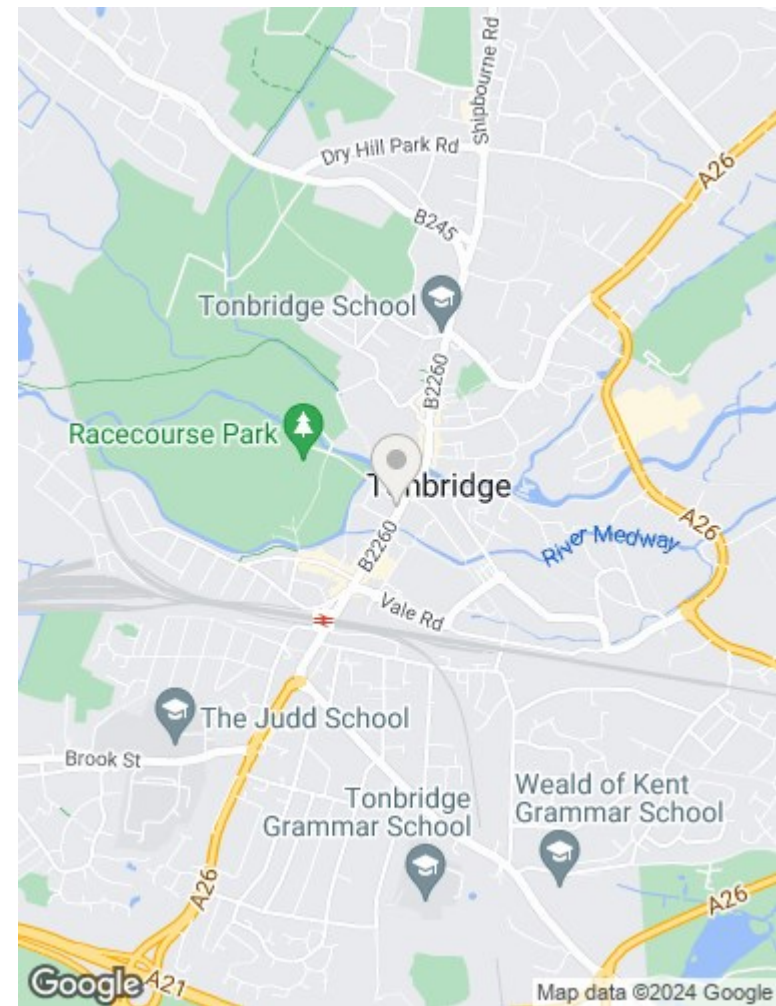 Shipbourne Rd
Dry Hill Park Rd
A26
B245
Tonbridge School
B2260
Racecourse Park
Tonbridge
B2260
River Medway
A26
Vale Rd
The Judd School
Brook St
Tonbridge
Grammar School
Weald of Kent
Grammar School
A26
A26
A21
Google
Map data ©2024 Google